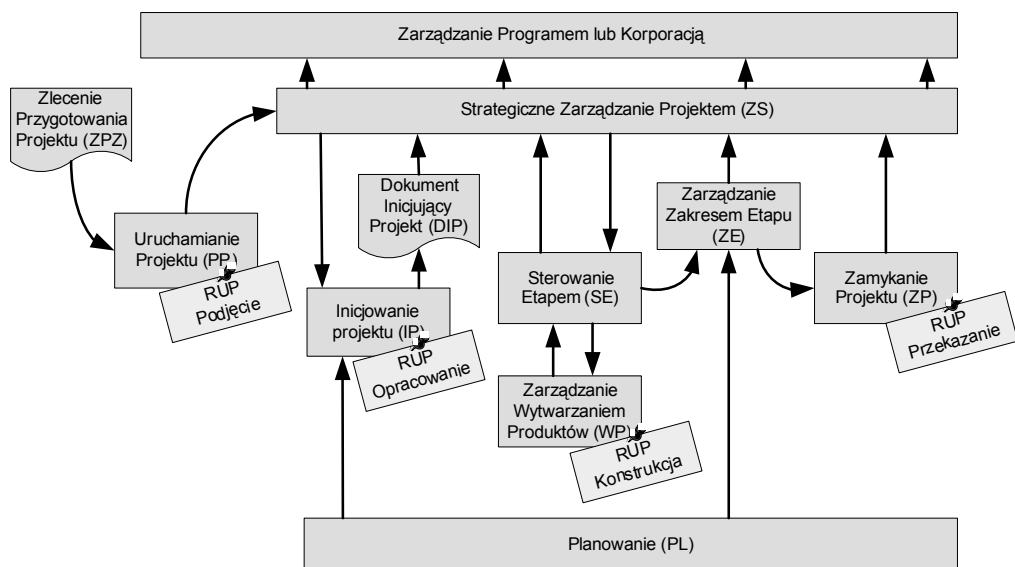 Zarządzanie Programem lub Korporacją
Zlecenie
Przygotowania
Projektu (ZPZ)
Strategiczne Zarządzanie Projektem (ZS)
Dokument
Inicjujący
Projekt (DIP)
Zarządzanie
Zakresem Etapu
(ZE)
Uruchamianie
Projektu (PP)
RUP
Podjęcie
Inicjowanie
projektu (IP)
RUP
Opracowanie
Sterowanie
Etapem (SE)
Zamykanie
Projektu (ZP)
RUP
Przekazanie
Zarządzanie
Wytwarzaniem
Produktów (WP)
RUP
Konstrukcja
Planowanie (PL)